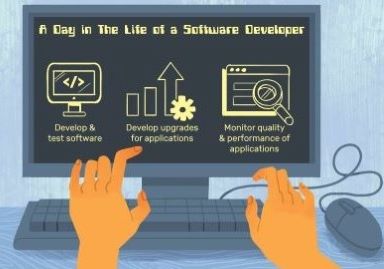 A Day in The Life of a Software Developer
</>
Develop &
test software
Develop upgrades
for applications
Monitor quality
& performance of
applications